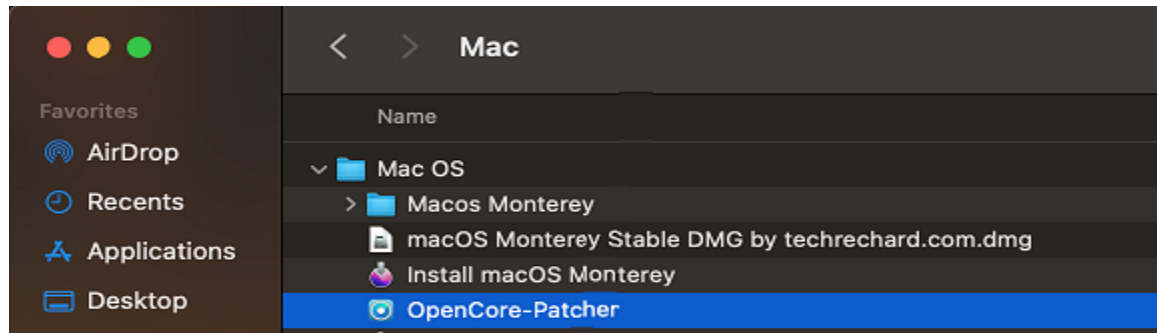 Mac
Favorites
AirDrop
Recents
Applications
Desktop
Name
Mac OS
Macos Monterey
macOS Monterey Stable DMG by techrechard.com.dmg
Install macOS Monterey
OpenCore-Patcher